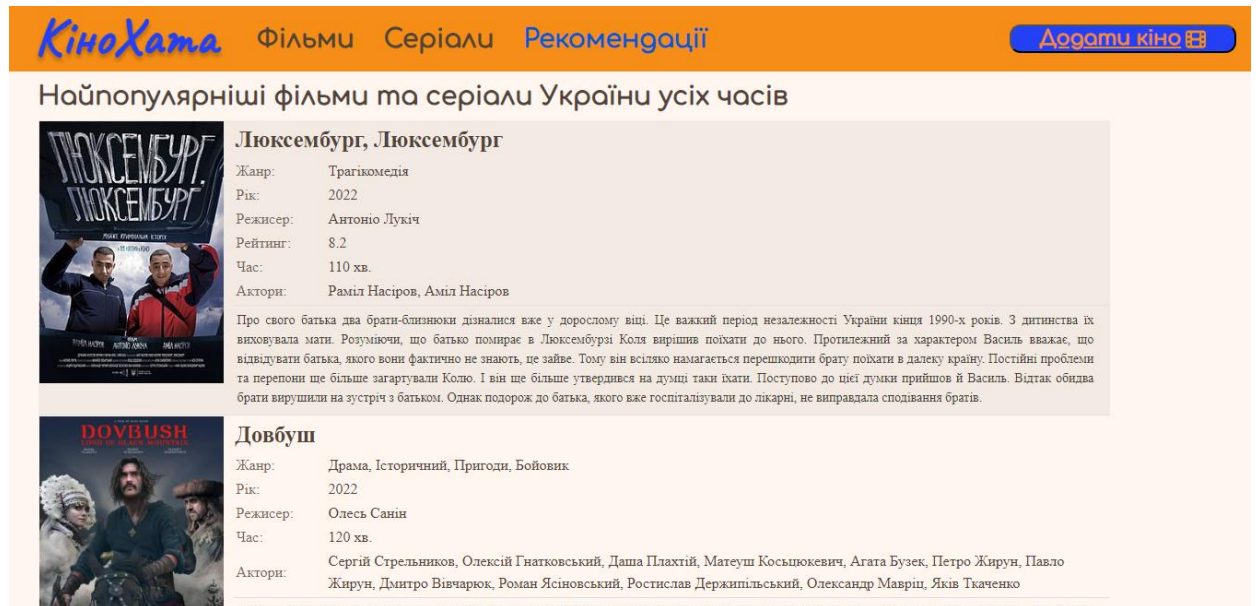 КіноХата Фільми Серіали Рекомендації Додати кіно
Найпопулярніші фільми та серіали України усіх часів
ЛЮКСЕМБУРГ,
ЛЮКСЕМБУРГ
Люксембург, Люксембург
Жанр: Трагікомедія
Рік: 2022
Режисер: Антоніо Лукіч
Рейтинг: 8.2
Час: 110 хв.
Актори: Раміл Насіров, Аміл Насіров
Про свого батька два брати-близнюки дізналися вже у дорослому віці. Це важкий період незалежності України кінця 1990-х років. З дитинства їх
виховувала мати. Розуміючи, що батько помирає в Люксембурзі Коля вирішив поїхати до нього. Протилежний за характером Василь вважає, що
відвідувати батька, якого вони фактично не знають, це зайве. Тому він всіляко намагається перешкодити брату поїхати в далеку країну. Постійні проблеми
та перепони ще більше загартували Колю. І він ще більше утвердився на думці таки їхати. Поступово до цієї думки прийшов й Василь. Відтак обидва
брати вирушили на зустріч з батьком. Однак подорож до батька, якого вже госпіталізували до лікарні, не виправдала сподівання братів.
DOVBUSH
LORD OF BLACK MOUNTAIN
Довбуш
Жанр: Драма, Історичний, Пригоди, Бойовик
Рік: 2022
Режисер: Олесь Санін
Час: 120 хв.
Актори: Сергій Стрельников, Олексій Гнатковський, Даша Плахтій, Матеуш Косьцюкевич, Агата Бузек, Петро Жирун, Павло
Жирун, Дмитро Вівчарюк, Роман Ясіновський, Ростислав Держипільський, Олександр Мавріц, Яків Ткаченко